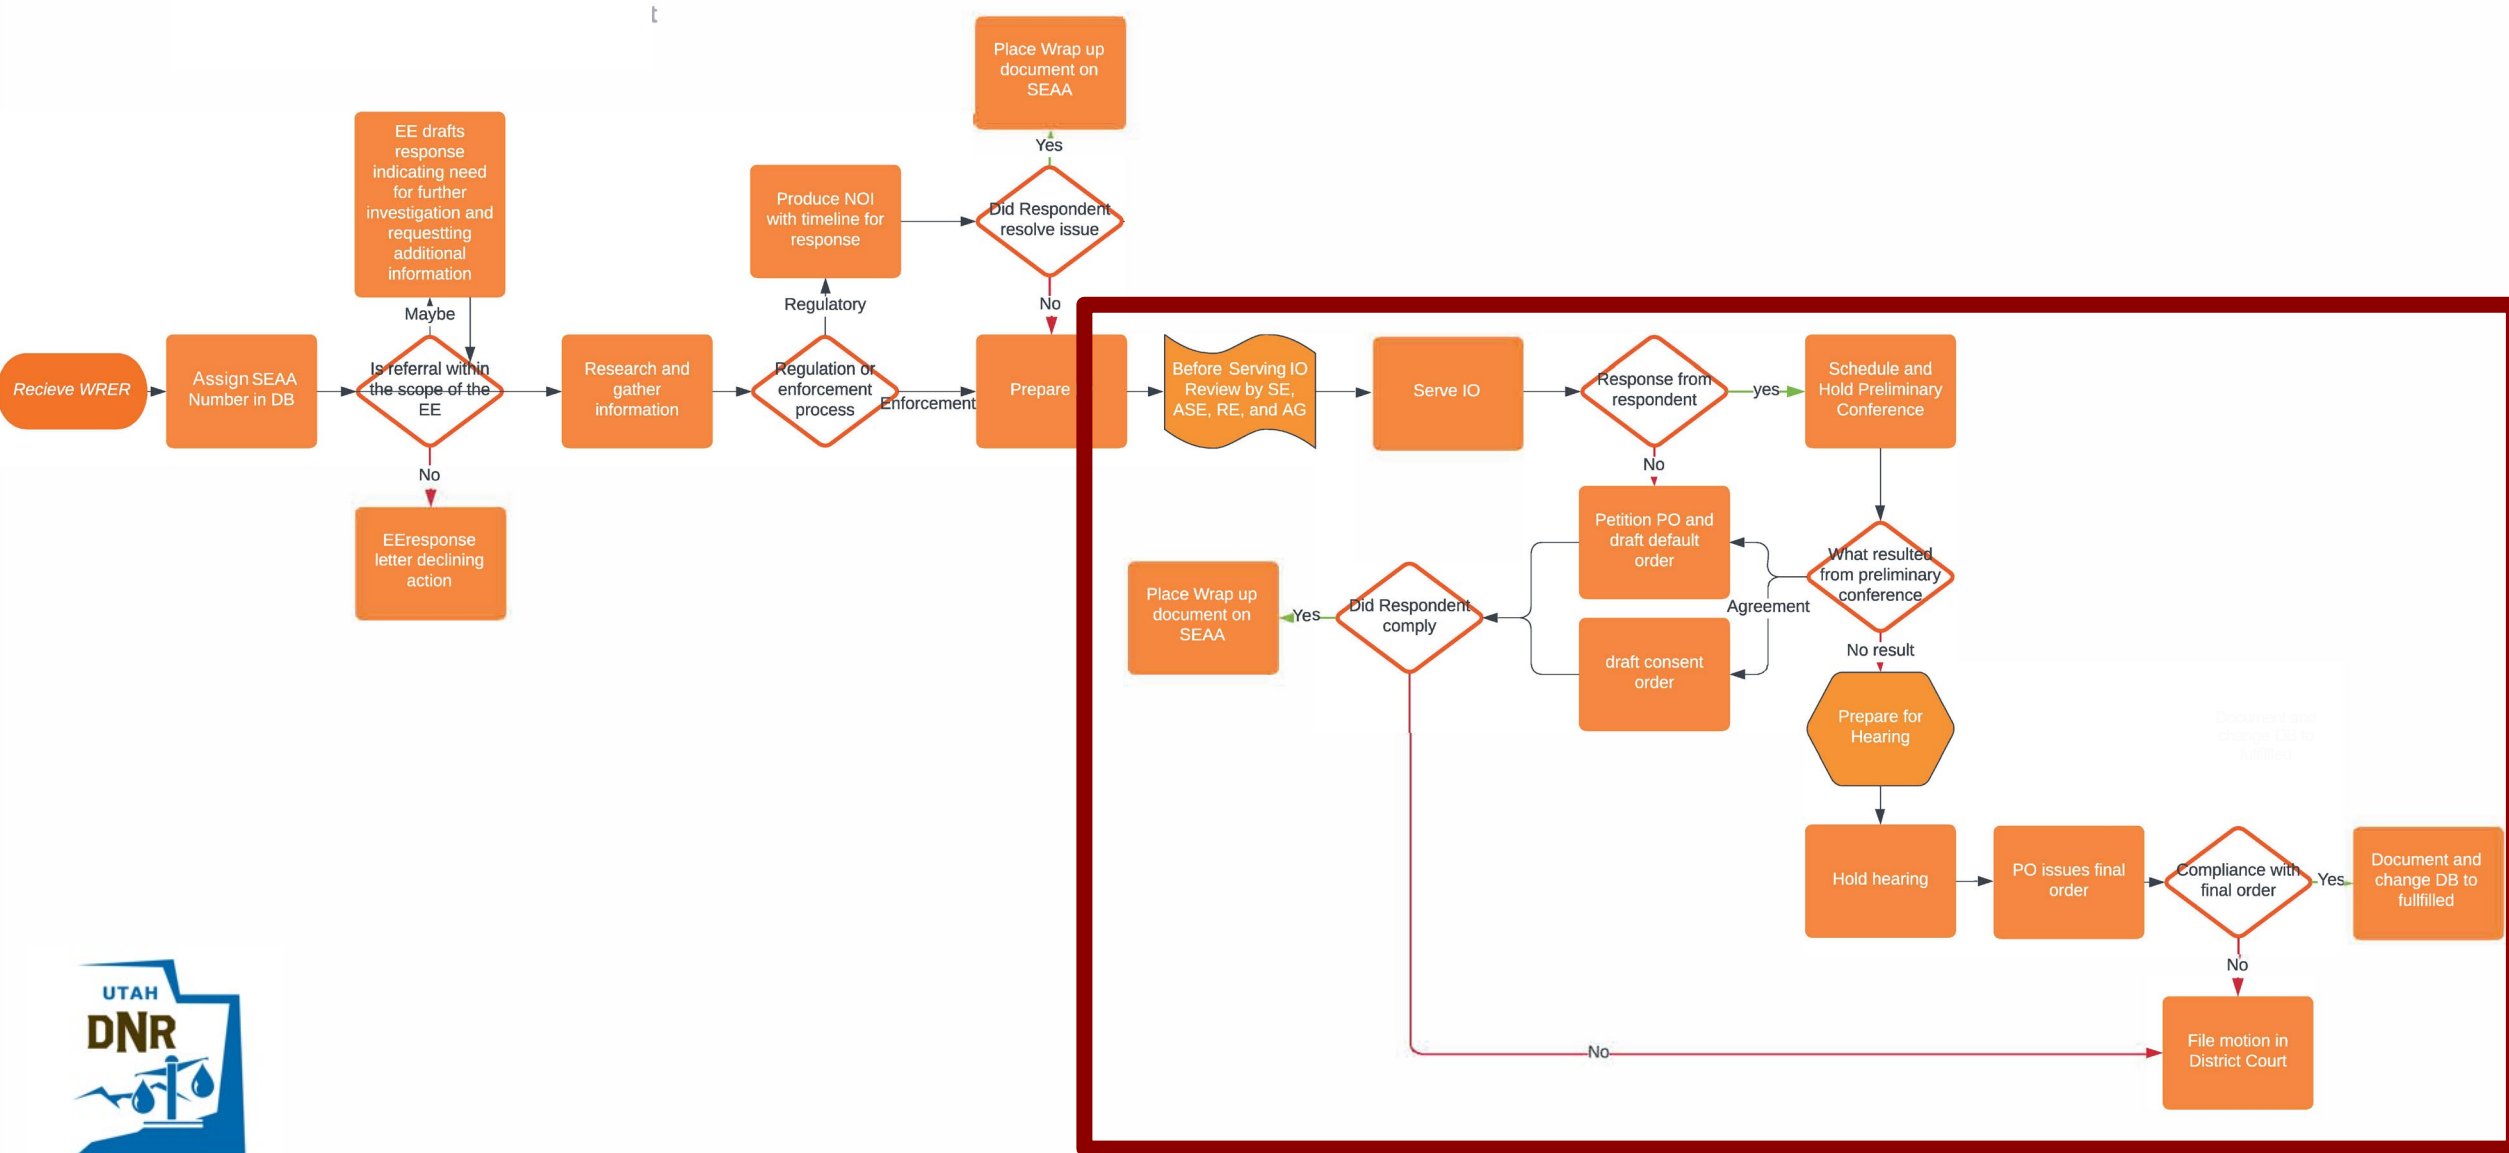 Place Wrap up
document on
SEAA
Yes
EE drafts
response
indicating need
for further
investigation and
requestting
additional
information
Maybe
Produce NOI
with timeline for
response
Regulatory
Did Respondent
resolve issue
No
Recieve WRER
Assign SEAA
Number in DB
Is referral within
the scope of the
EE
No
EEresponse
letter declining
action
Research and
gather
information
Regulation or
enforcement
process
Enforcement
Prepare
Before Serving IO
Review by SE,
ASE, RE, and AG
Serve IO
Response from
respondent
yes
Schedule and
Hold Preliminary
Conference
No
Petition PO and
draft default
order
What resulted
from preliminary
conference
Agreement
draft consent
order
Did Respondent
comply
Yes
Place Wrap up
document on
SEAA
No result
Prepare for
Hearing
Hold hearing
PO issues final
order
Compliance with
final order
Yes
Document and
change DB to
fullfilled
No
File motion in
District Court
No
UTAH
DNR